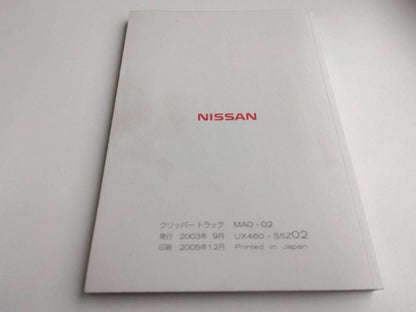 NISSAN
クリッパー トラック MAO - 02
発行 2003年 9月 UX460 - S5Z02
印刷 2005年12月 Printed in Japan